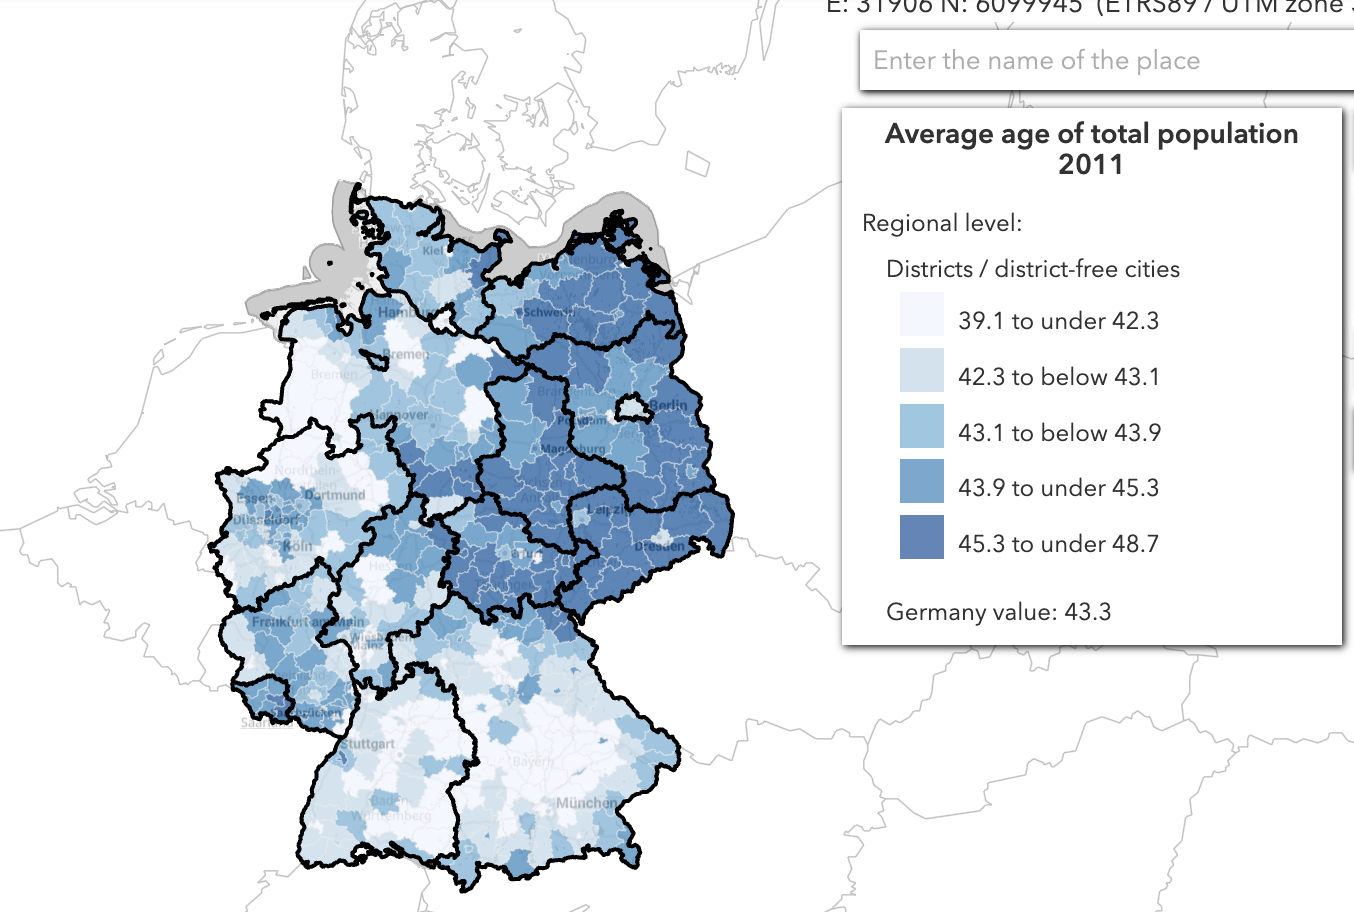 E: 31906 N: 6099945 (ETRS89 / UTM zone
Enter the name of the place
Average age of total population
2011
Regional level:
Districts / district-free cities
39.1 to under 42.3
42.3 to below 43.1
43.1 to below 43.9
43.9 to under 45.3
45.3 to under 48.7
Germany value: 43.3
Kiel
Hamburg
Schwerin
Bremen
Bremen
Berlin
Hannover
Potsdam
Magdeburg
Nordrhein-
Essen
Dortmund
Leipzig
Düsseldorf
Köln
Dresden
Erfurt
Hessen
Frankfurt am Main
Wiesbaden
Mainz
Saarbrücken
Stuttgart
Bayern
Baden-
Württemberg
München